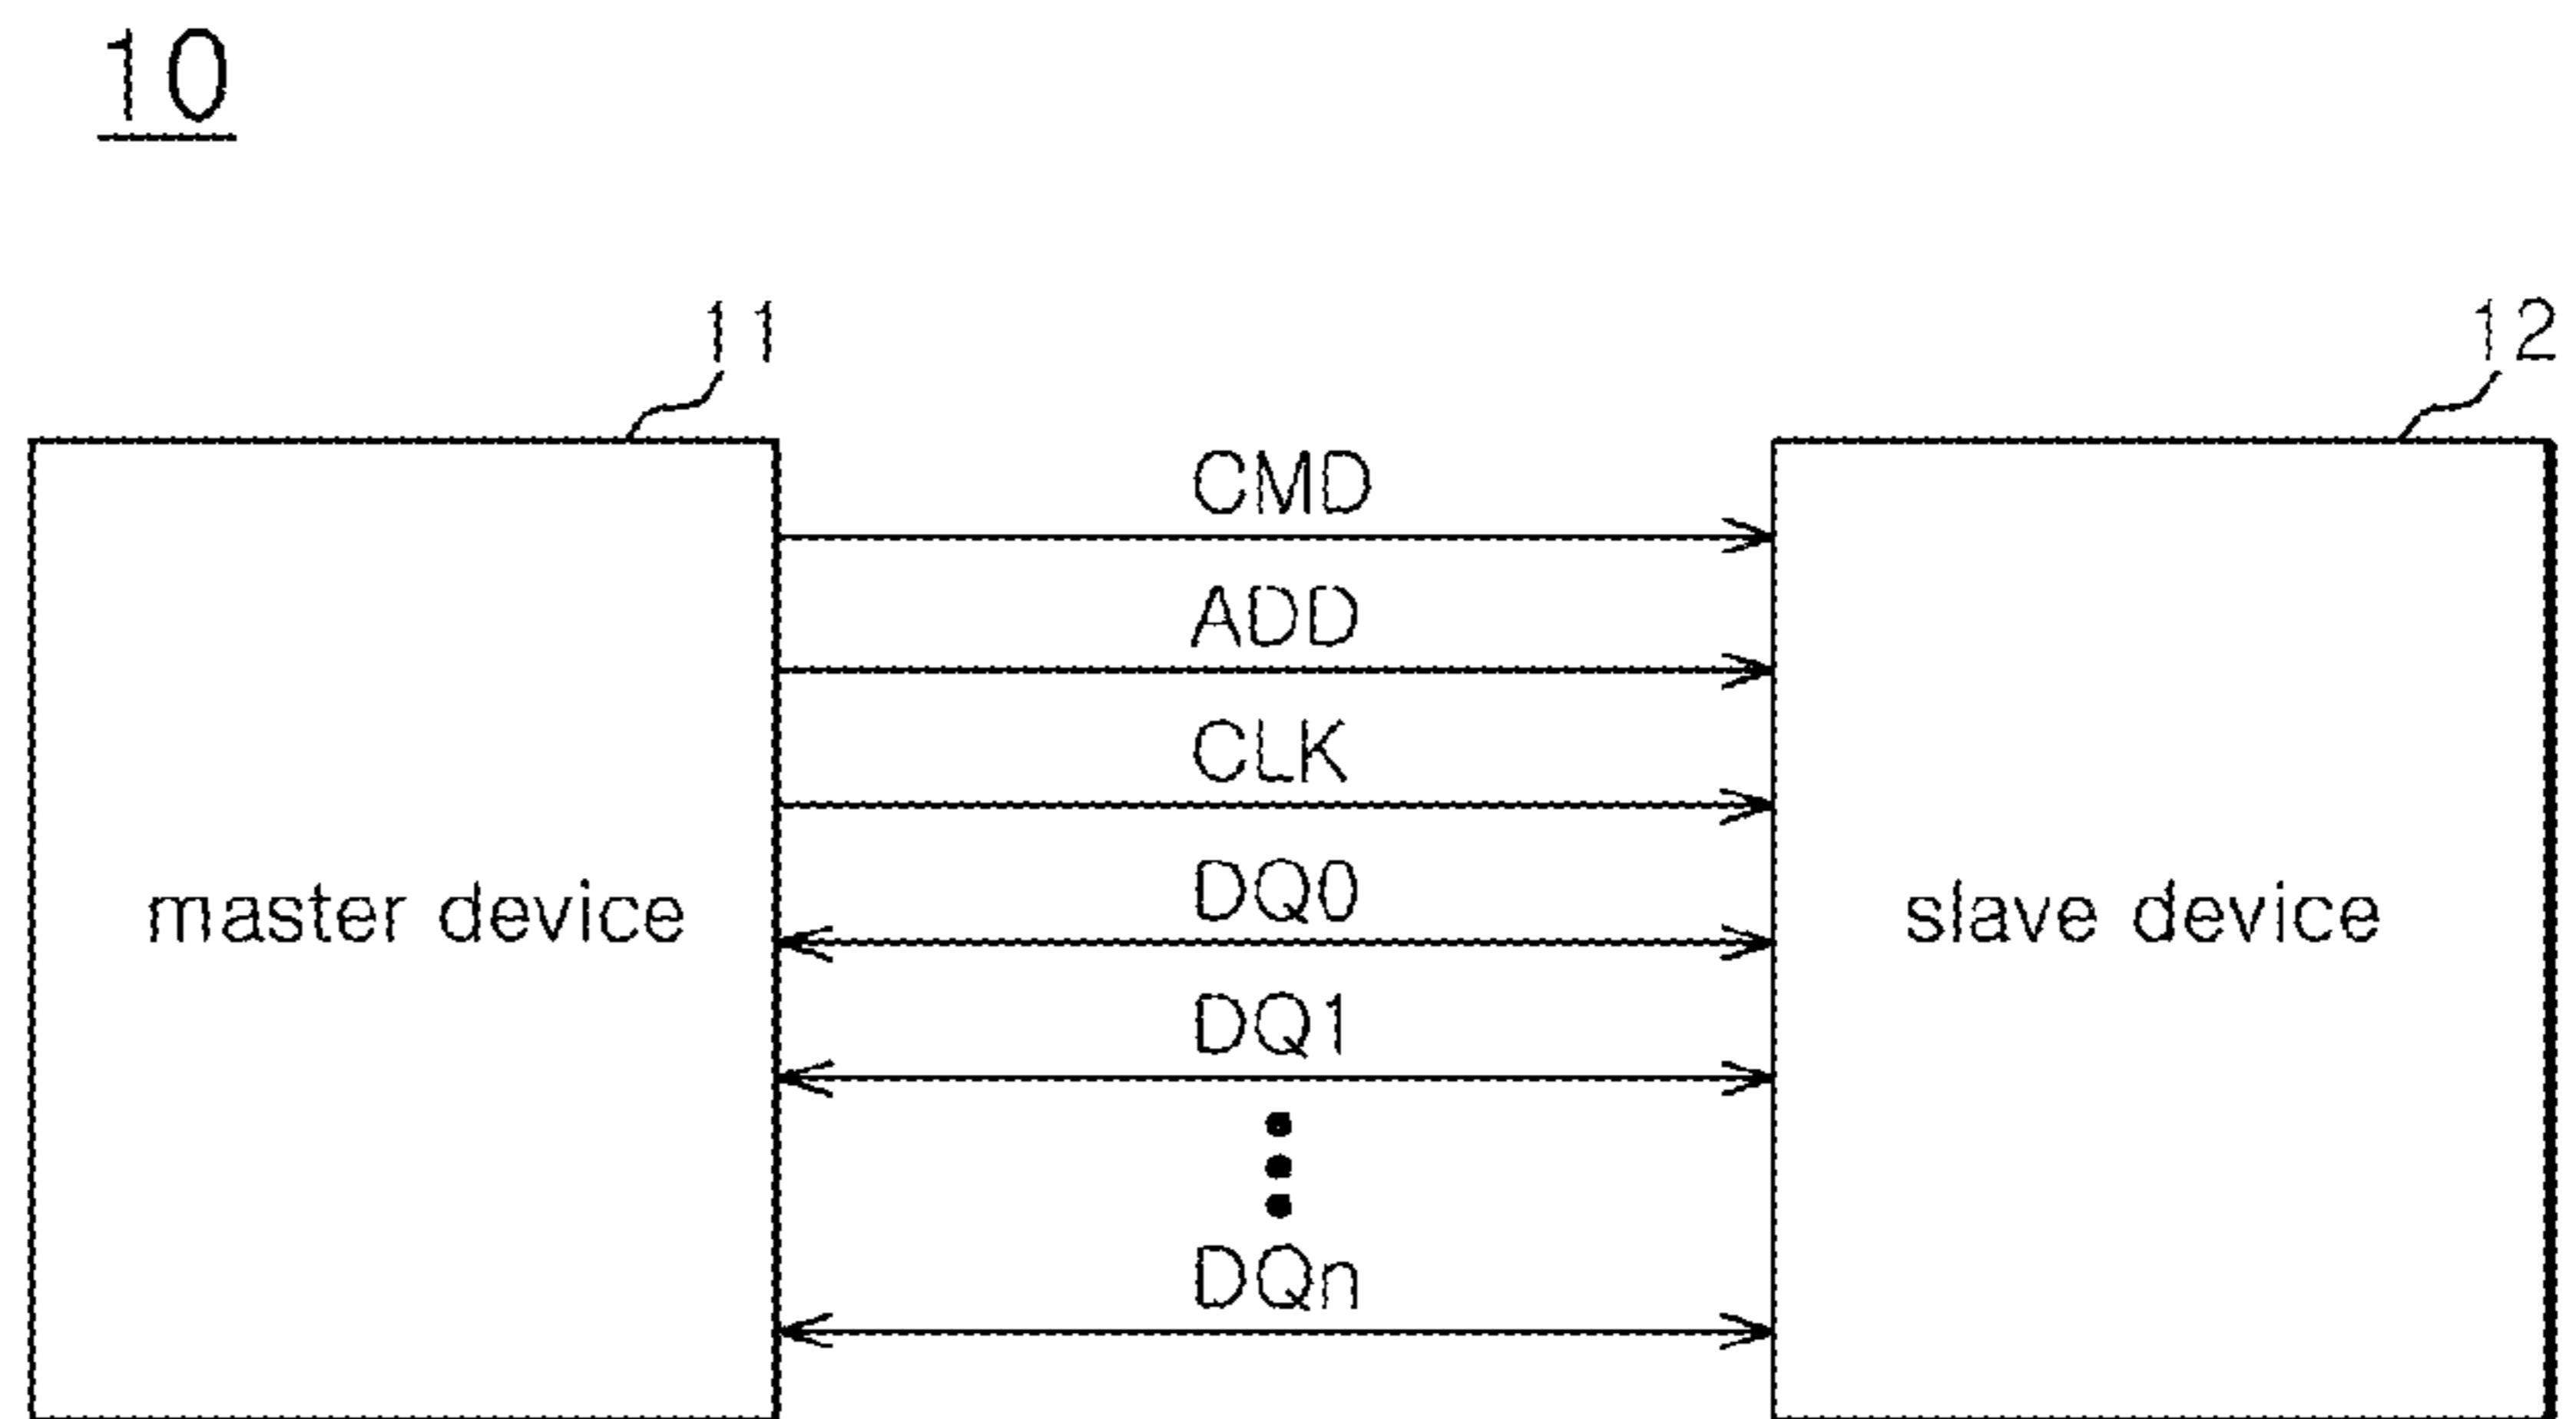 10
11
12
CMD
ADD
CLK
DQ0
master device
slave device
DQ1
DQn